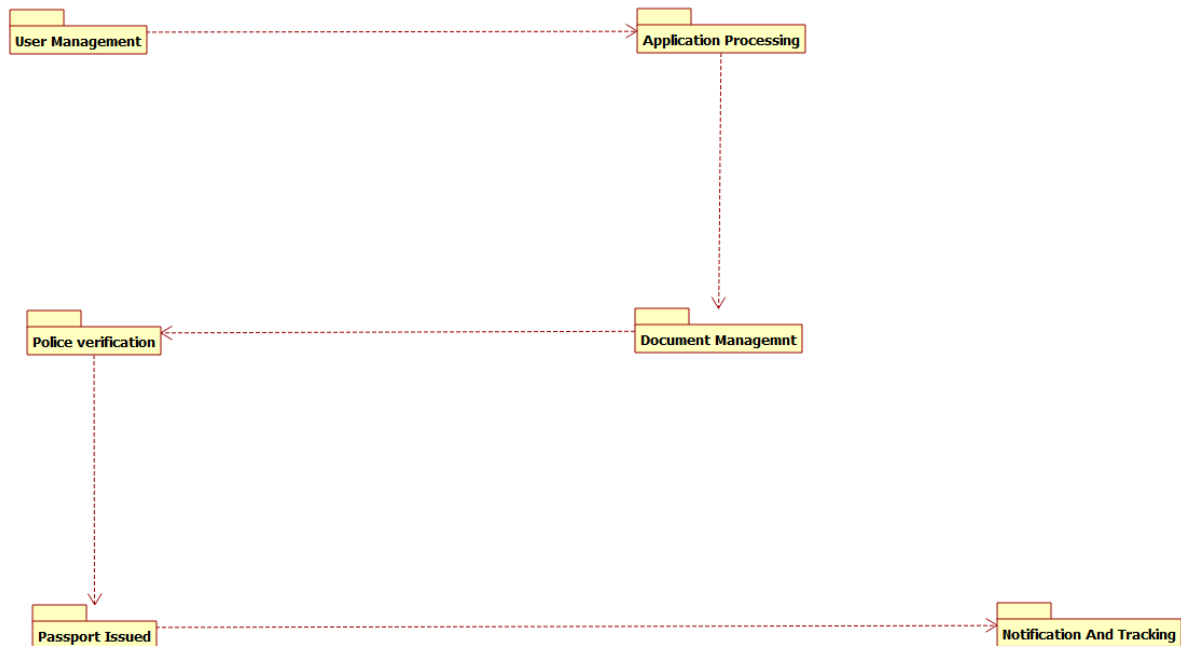 User Management
Application Processing
Police verification
Document Managemnt
Passport Issued
Notification And Tracking